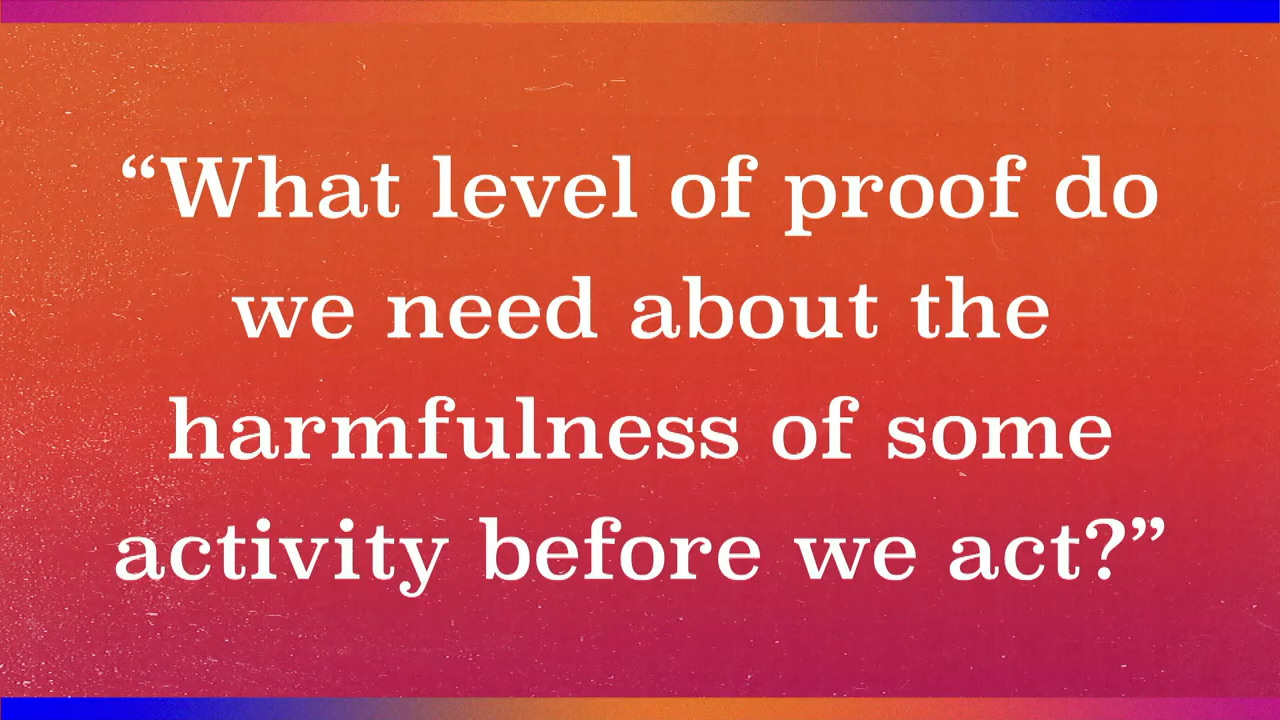 “What level of proof do
we need about the
harmfulness of some
activity before we act?”